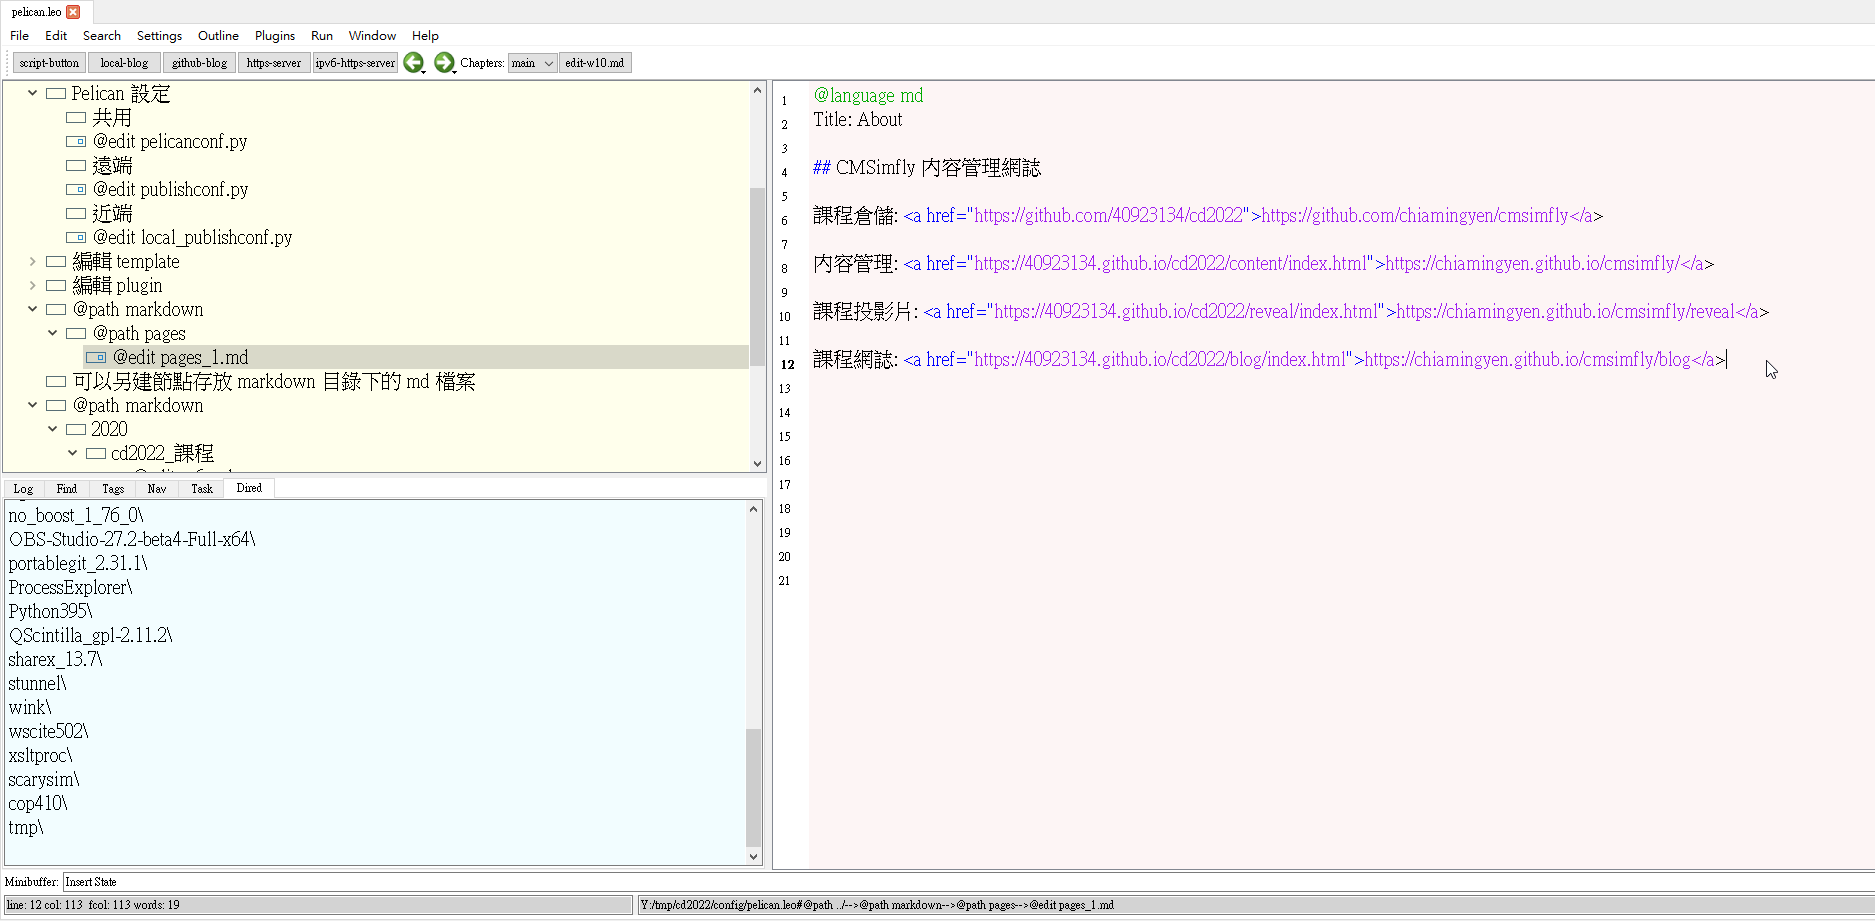 pelican.leo
File Edit Search Settings Outline Plugins Run Window Help
script-button local-blog github-blog https-server ipv6-https-server Chapters: main edit-w10.md
Pelican 設定
共用
@edit pelicanconf.py
遠端
@edit publishconf.py
近端
@edit local_publishconf.py
編輯 template
編輯 plugin
@path markdown
@path pages
@edit pages_1.md
可以另建節點存放 markdown 目錄下的 md 檔案
@path markdown
2020
cd2022_課程
Log Find Tags Nav Task Dired
no_boost_1_76_0\
OBS-Studio-27.2-beta4-Full-x64\
portablegit_2.31.1\
ProcessExplorer\
Python395\
QScintilla_gpl-2.11.2\
sharex_13.7\
stunnel\
wink\
wscite502\
xsltproc\
scarysim\
cop410\
tmp\
1 @language md
2 Title: About
3
4 ## CMSimfly 內容管理網誌
5
6 課程倉儲: <a href="https://github.com/40923134/cd2022">https://github.com/chiamingyen/cmsimfly</a>
7
8 內容管理: <a href="https://40923134.github.io/cd2022/content/index.html">https://chiamingyen.github.io/cmsimfly/</a>
9
10 課程投影片: <a href="https://40923134.github.io/cd2022/reveal/index.html">https://chiamingyen.github.io/cmsimfly/reveal</a>
11
12 課程網誌: <a href="https://40923134.github.io/cd2022/blog/index.html">https://chiamingyen.github.io/cmsimfly/blog</a>
13
14
15
16
17
18
19
20
21
Minibuffer: Insert State
line: 12 col: 113 fcol: 113 words: 19
Y:/tmp/cd2022/config/pelican.leo#@path ../-->@path markdown-->@path pages-->@edit pages_1.md